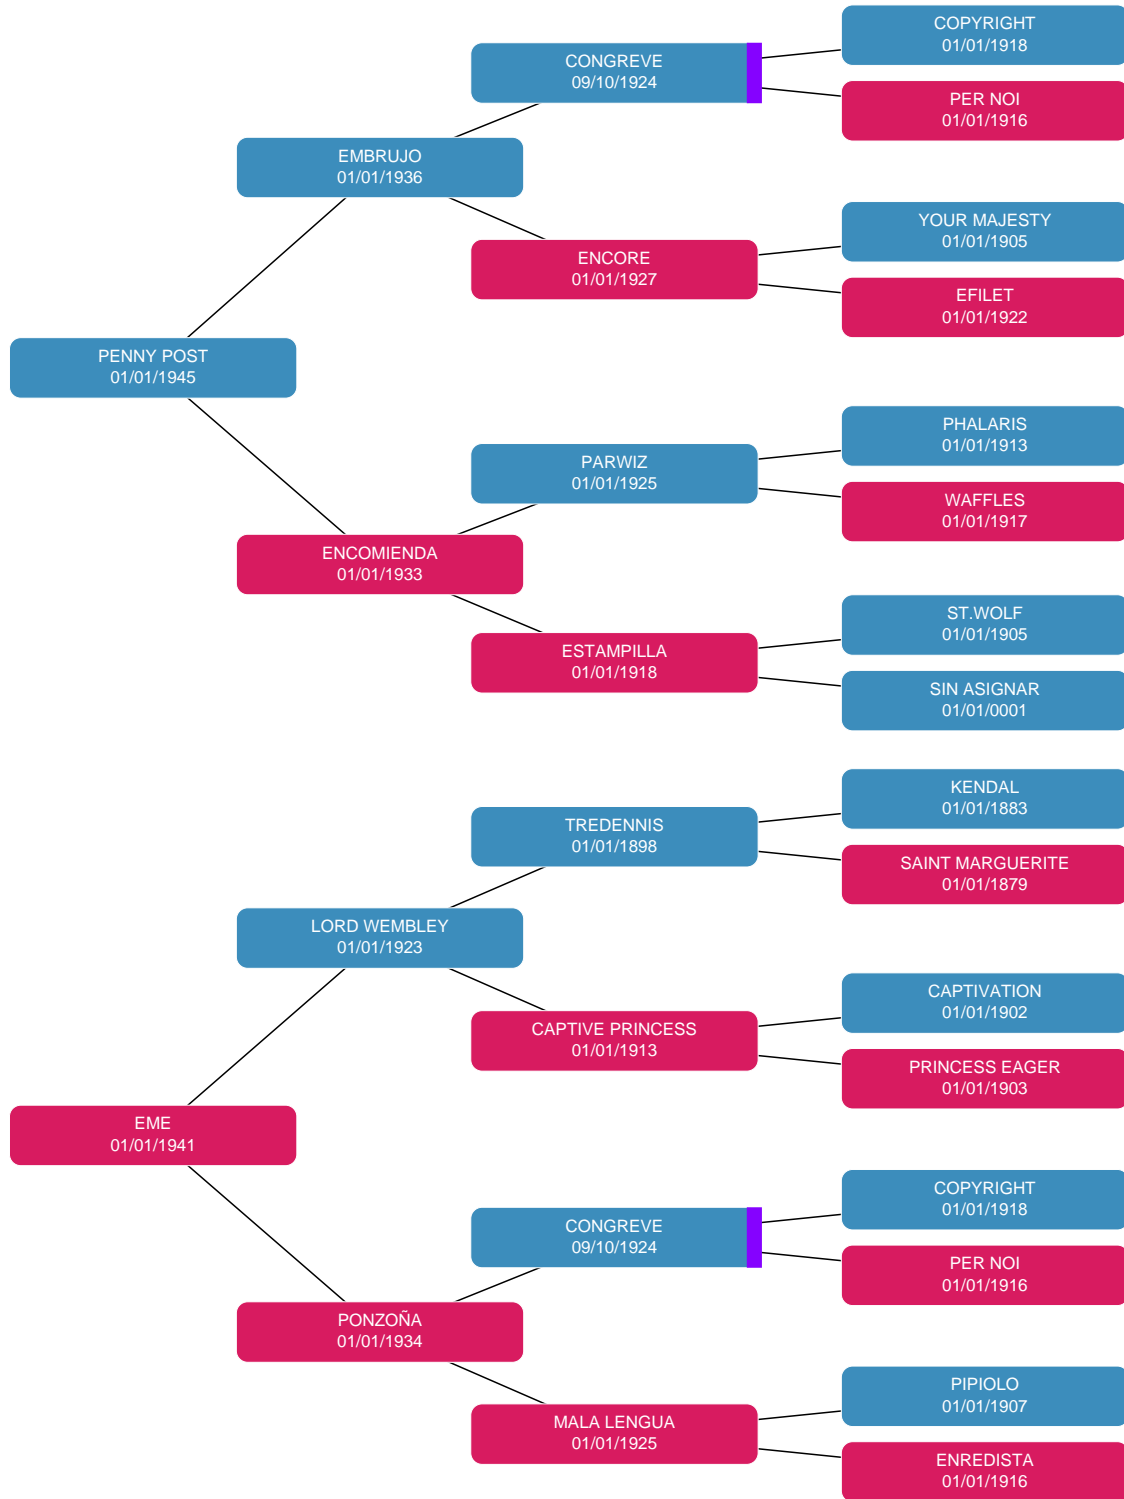 COPYRIGHT
01/01/1918
CONGREVE
09/10/1924
PER NOI
01/01/1916
EMBRUJO
01/01/1936
YOUR MAJESTY
01/01/1905
ENCORE
01/01/1927
EFILET
01/01/1922
PENNY POST
01/01/1945
PHALARIS
01/01/1913
PARWIZ
01/01/1925
WAFFLES
01/01/1917
ENCOMIENDA
01/01/1933
ST.WOLF
01/01/1905
ESTAMPILLA
01/01/1918
SIN ASIGNAR
01/01/0001
KENDAL
01/01/1883
TREDENNIS
01/01/1898
SAINT MARGUERITE
01/01/1879
LORD WEMBLEY
01/01/1923
CAPTIVATION
01/01/1902
CAPTIVE PRINCESS
01/01/1913
PRINCESS EAGER
01/01/1903
EME
01/01/1941
COPYRIGHT
01/01/1918
CONGREVE
09/10/1924
PER NOI
01/01/1916
PONZOÑA
01/01/1934
PIPIOLO
01/01/1907
MALA LENGUA
01/01/1925
ENREDISTA
01/01/1916